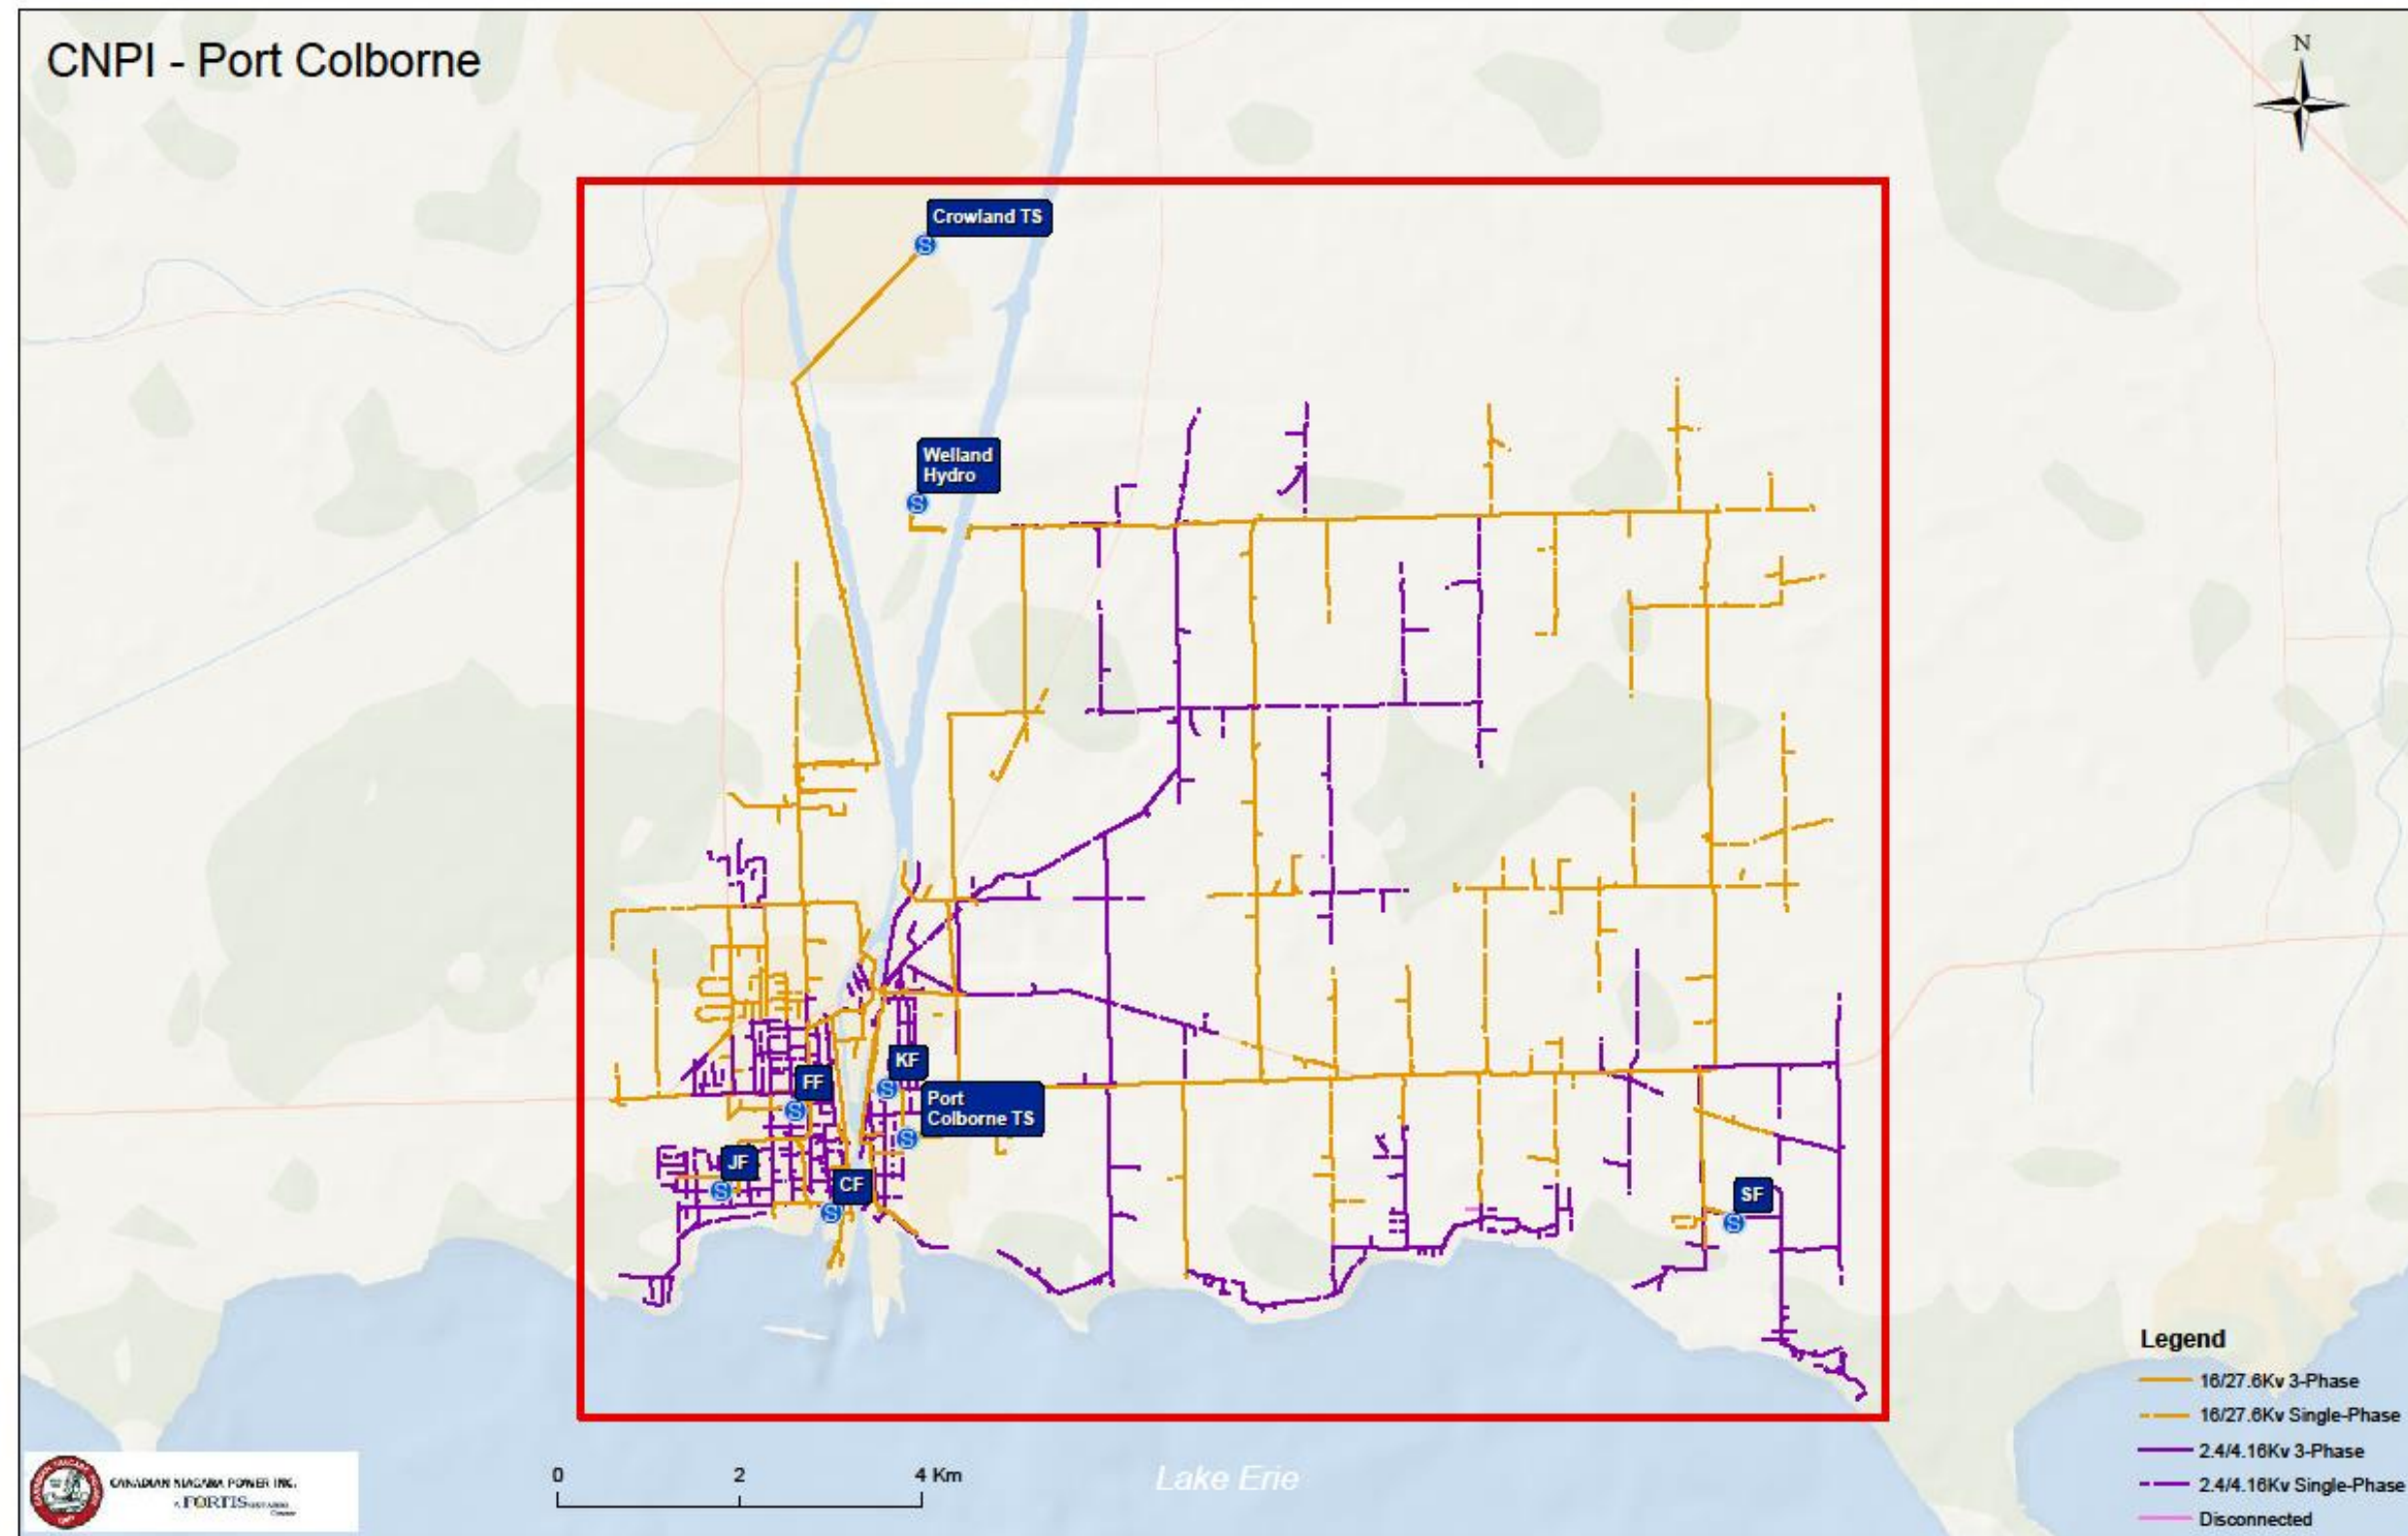 CNPI - Port Colborne
N
Crowland TS
S
Welland
Hydro
S
KF
S
FF
S
Port
Colborne TS
S
JF
S
CF
S
SF
S
Legend
16/27.6Kv 3-Phase
16/27.6Kv Single-Phase
2.4/4.16Kv 3-Phase
2.4/4.16Kv Single-Phase
Disconnected
0 2 4 Km
Lake Erie
CANADIAN NIAGARA POWER INC.
A FORTIS
Company